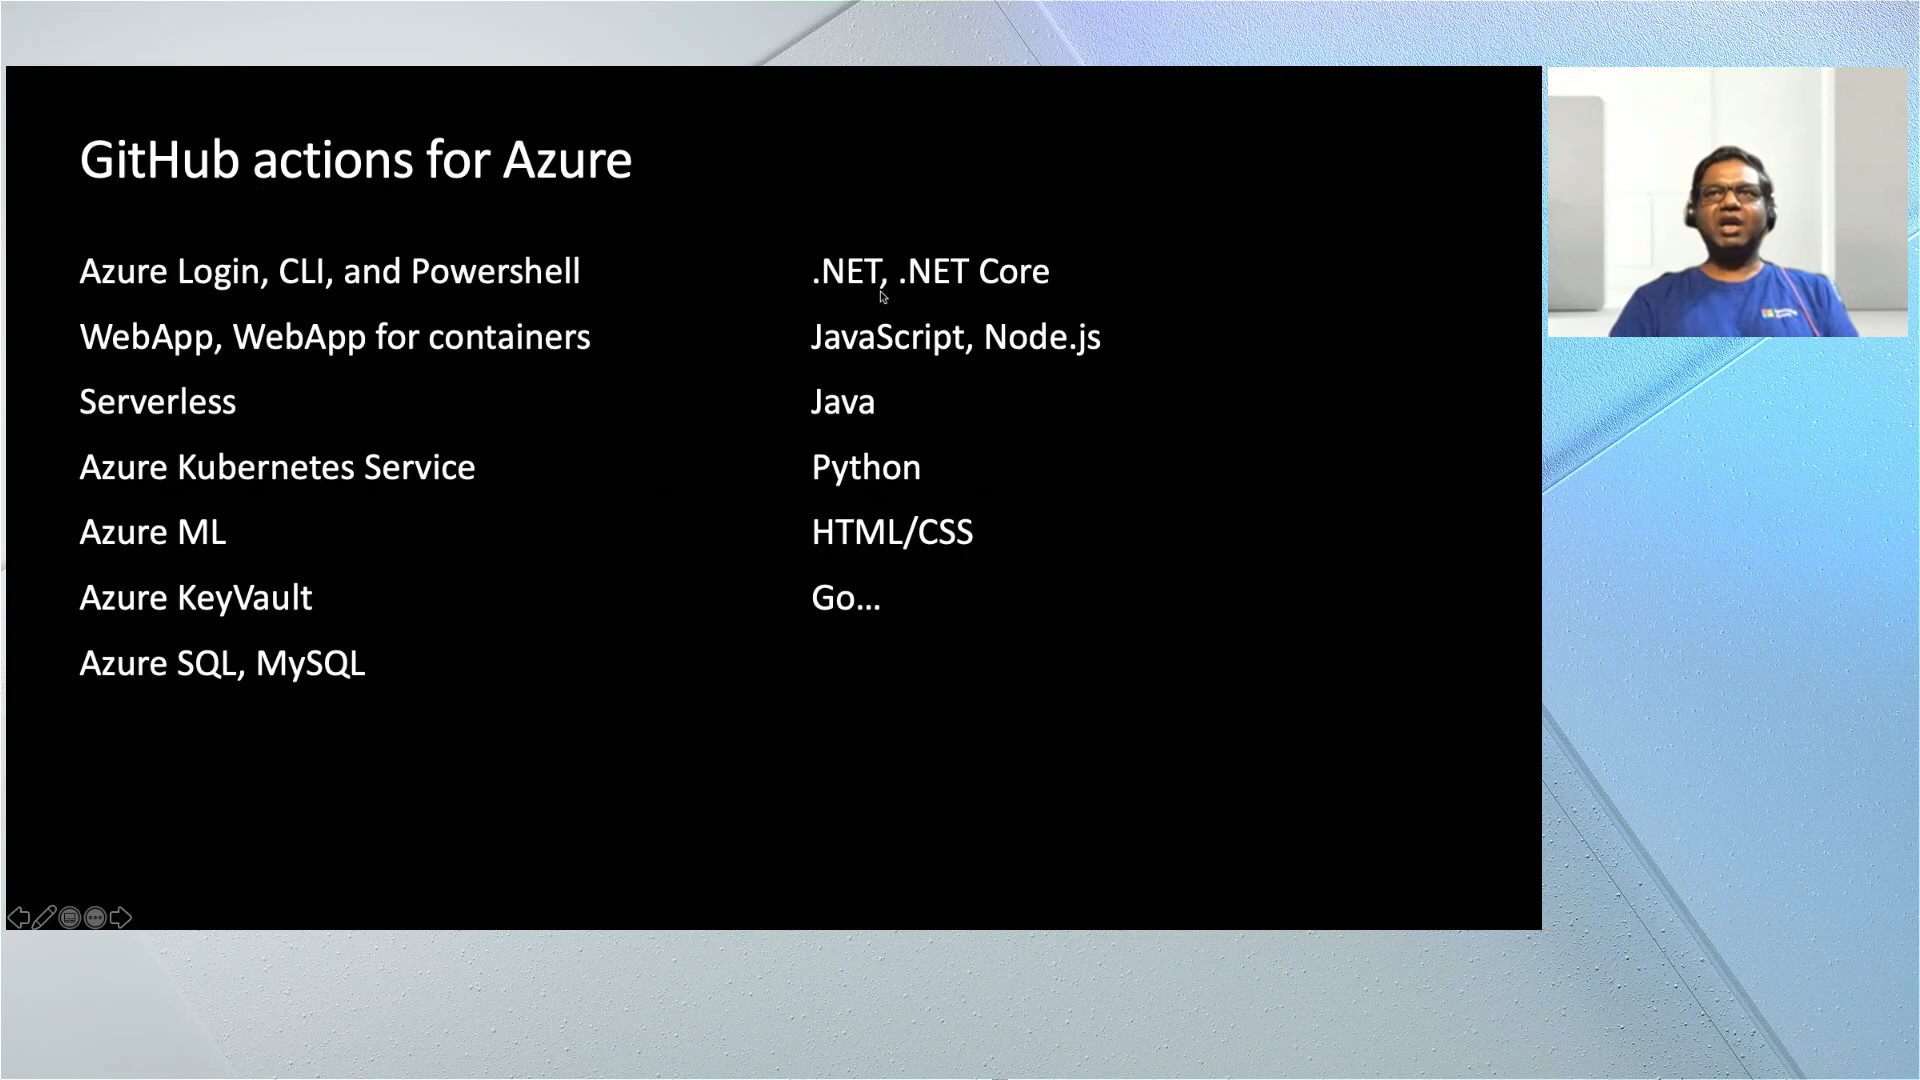 GitHub actions for Azure
Azure Login, CLI, and Powershell
WebApp, WebApp for containers
Serverless
Azure Kubernetes Service
Azure ML
Azure KeyVault
Azure SQL, MySQL
.NET, .NET Core
JavaScript, Node.js
Java
Python
HTML/CSS
Go...